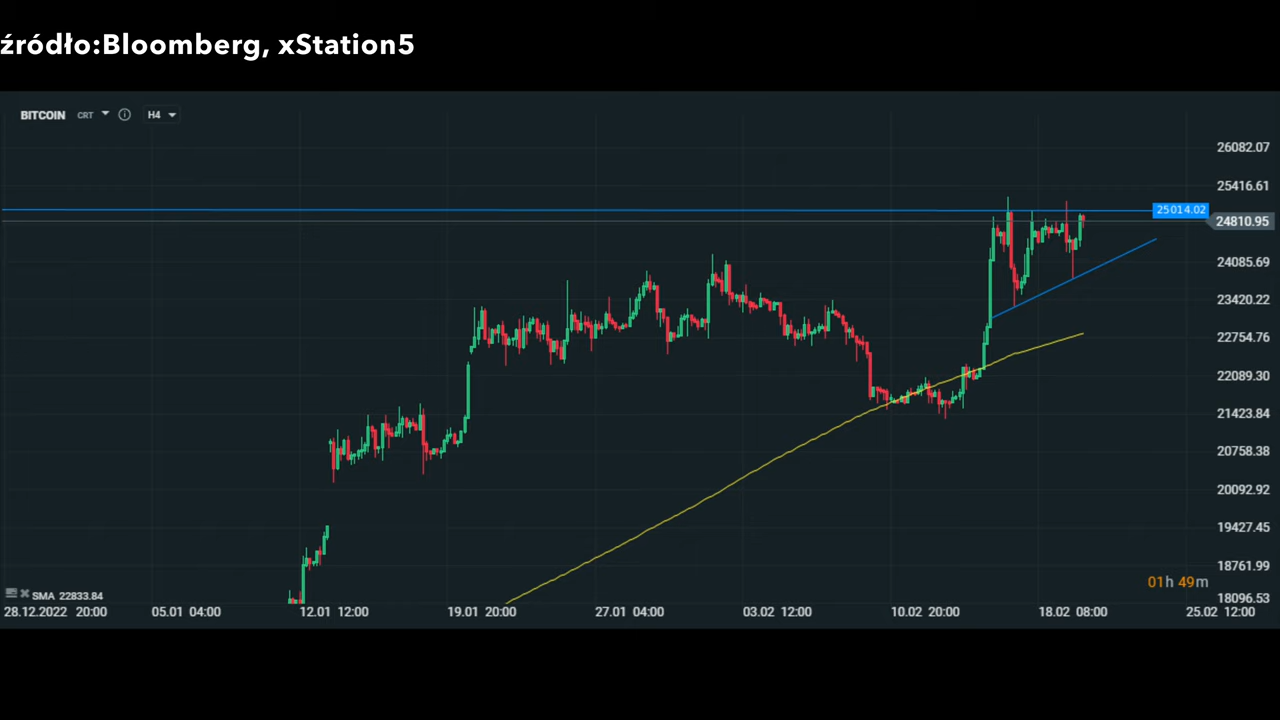 źródło:Bloomberg, xStation5
BITCOIN CRT H4
26082.07
25416.61
25014.02
24810.95
24085.69
23420.22
22754.76
22089.30
21423.84
20758.38
20092.92
19427.45
18761.99
01h 49m
SMA 22833.84
18096.53
28.12.2022 20:00 05.01 04:00 12.01 12:00 19.01 20:00 27.01 04:00 03.02 12:00 10.02 20:00 18.02 08:00 25.02 12:00